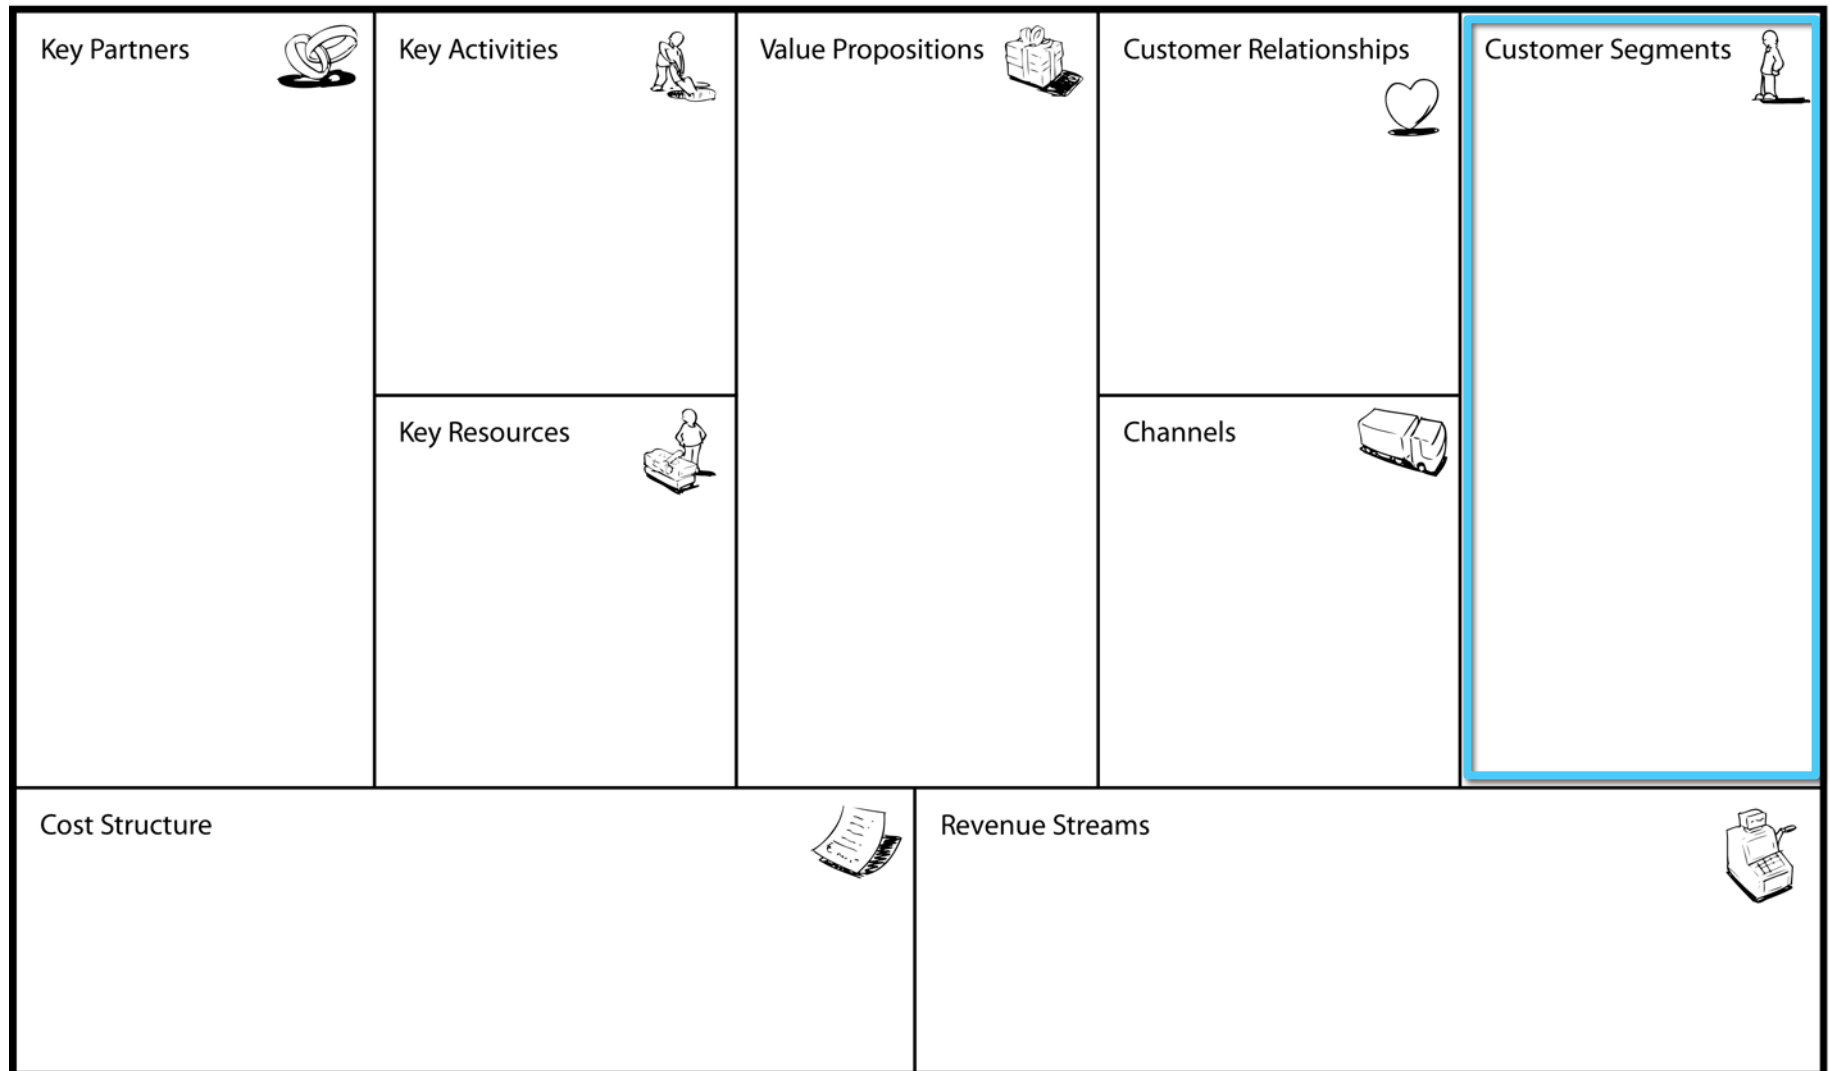 Key Partners
Key Activities
Value Propositions
Customer Relationships
Customer Segments
Key Resources
Channels
Cost Structure
Revenue Streams